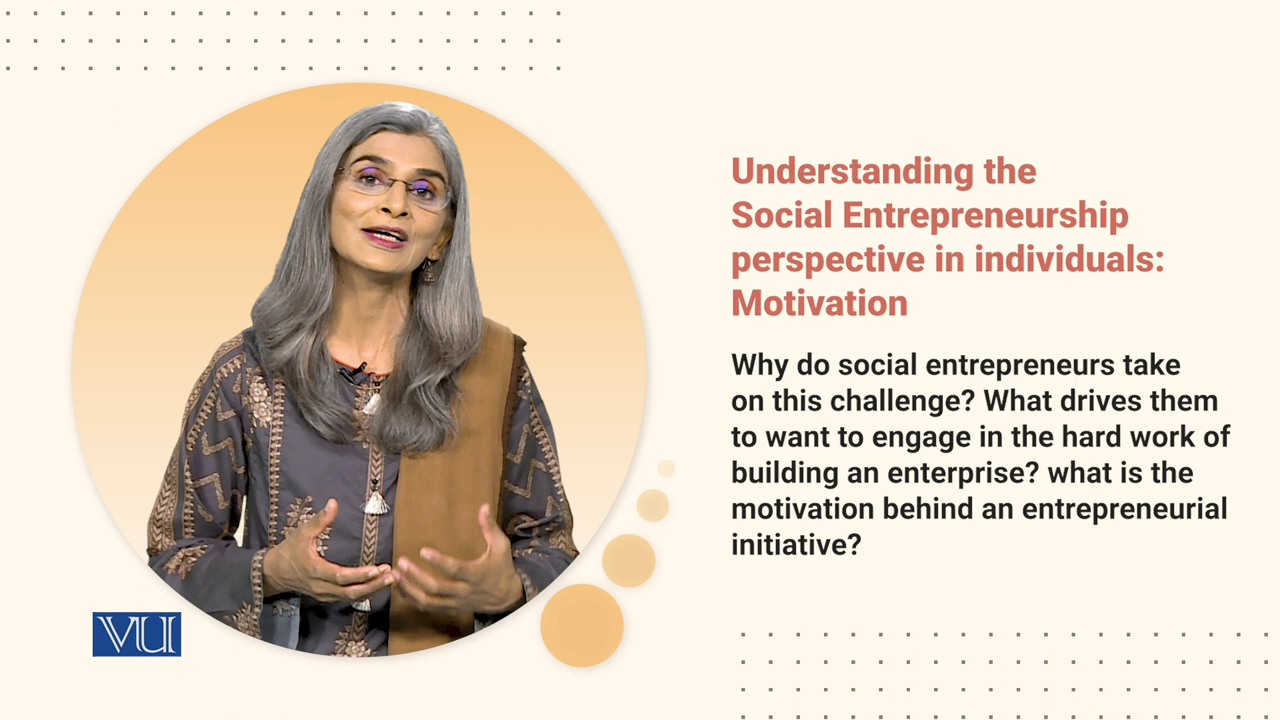 Understanding the
Social Entrepreneurship
perspective in individuals:
Motivation
Why do social entrepreneurs take
on this challenge? What drives them
to want to engage in the hard work of
building an enterprise? what is the
motivation behind an entrepreneurial
initiative?
VU